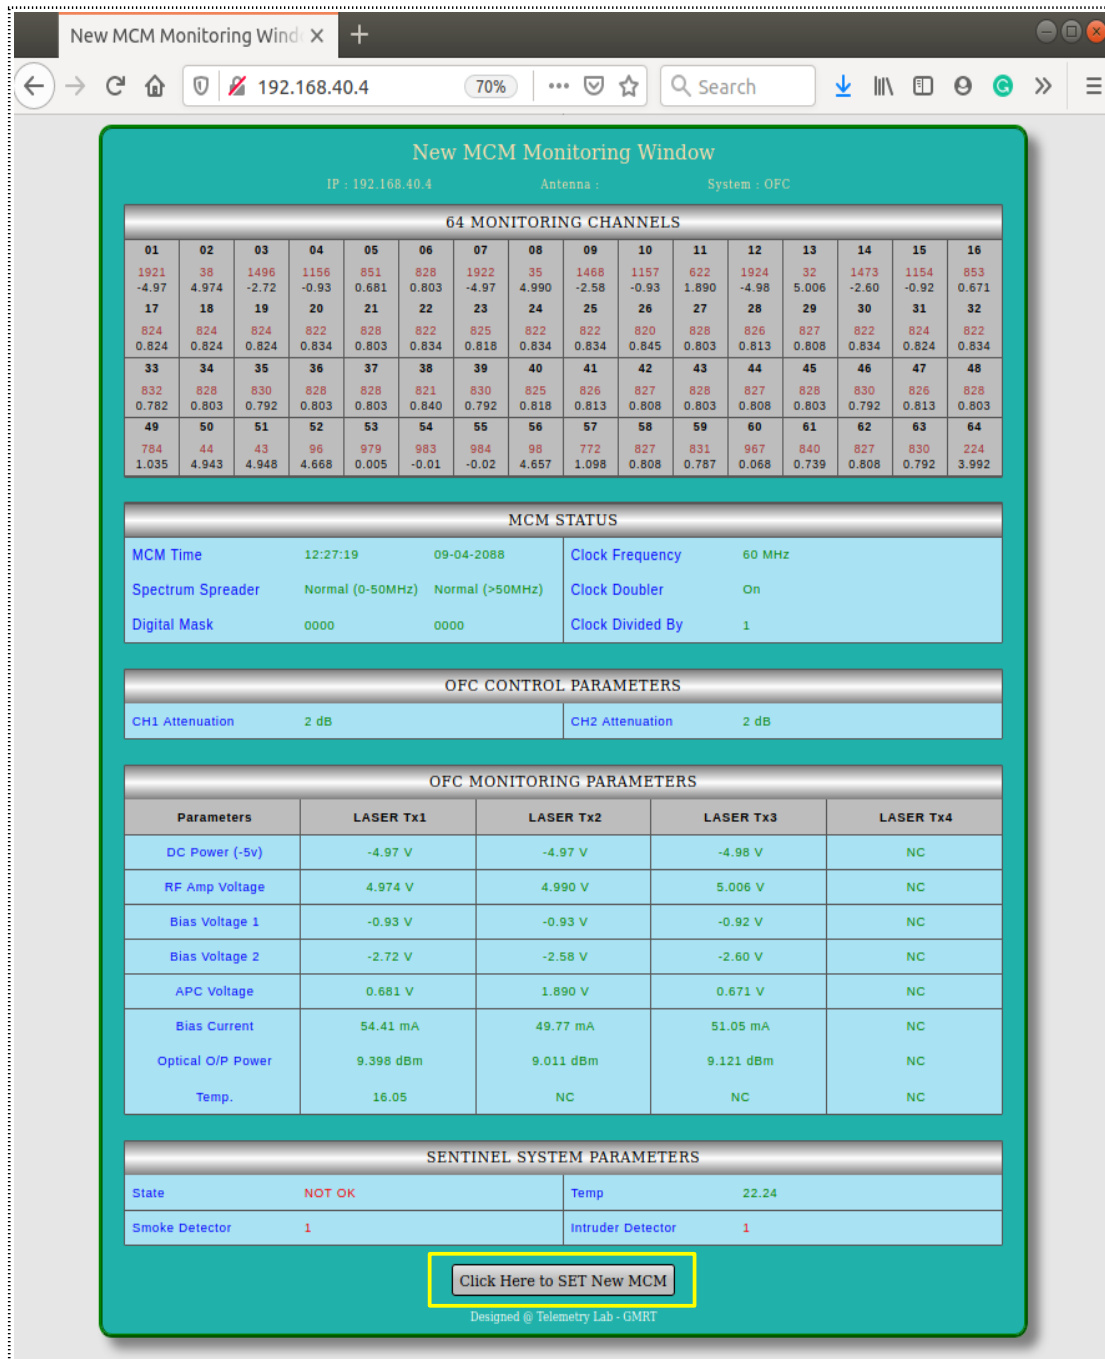 New MCM Monitoring Wind
192.168.40.4 70% Search
New MCM Monitoring Window
IP : 192.168.40.4 Antenna : System : OFC
64 MONITORING CHANNELS
01 02 03 04 05 06 07 08 09 10 11 12 13 14 15 16
1921 38 1496 1156 851 828 1922 35 1468 1157 622 1924 32 1473 1154 853
-4.97 4.974 -2.72 -0.93 0.681 0.803 -4.97 4.990 -2.58 -0.93 1.890 -4.98 5.006 -2.60 -0.92 0.671
17 18 19 20 21 22 23 24 25 26 27 28 29 30 31 32
824 824 824 822 828 822 825 822 822 820 828 826 827 822 824 822
0.824 0.824 0.824 0.834 0.803 0.834 0.818 0.834 0.834 0.845 0.803 0.813 0.808 0.834 0.824 0.834
33 34 35 36 37 38 39 40 41 42 43 44 45 46 47 48
832 828 830 828 828 821 830 825 826 827 828 827 828 830 826 828
0.782 0.803 0.792 0.803 0.803 0.840 0.792 0.818 0.813 0.808 0.803 0.808 0.803 0.792 0.813 0.803
49 50 51 52 53 54 55 56 57 58 59 60 61 62 63 64
784 44 43 96 979 983 984 98 772 827 831 967 840 827 830 224
1.035 4.943 4.948 4.668 0.005 -0.01 -0.02 4.657 1.098 0.808 0.787 0.068 0.739 0.808 0.792 3.992
MCM STATUS
MCM Time 12:27:19 09-04-2088 Clock Frequency 60 MHz
Spectrum Spreader Normal (0-50MHz) Normal (>50MHz) Clock Doubler On
Digital Mask 0000 0000 Clock Divided By 1
OFC CONTROL PARAMETERS
CH1 Attenuation 2 dB CH2 Attenuation 2 dB
OFC MONITORING PARAMETERS
Parameters LASER Tx1 LASER Tx2 LASER Tx3 LASER Tx4
DC Power (-5v) -4.97 V -4.97 V -4.98 V NC
RF Amp Voltage 4.974 V 4.990 V 5.006 V NC
Bias Voltage 1 -0.93 V -0.93 V -0.92 V NC
Bias Voltage 2 -2.72 V -2.58 V -2.60 V NC
APC Voltage 0.681 V 1.890 V 0.671 V NC
Bias Current 54.41 mA 49.77 mA 51.05 mA NC
Optical O/P Power 9.398 dBm 9.011 dBm 9.121 dBm NC
Temp. 16.05 NC NC NC
SENTINEL SYSTEM PARAMETERS
State NOT OK Temp 22.24
Smoke Detector 1 Intruder Detector 1
Click Here to SET New MCM
Designed @ Telemetry Lab - GMRT